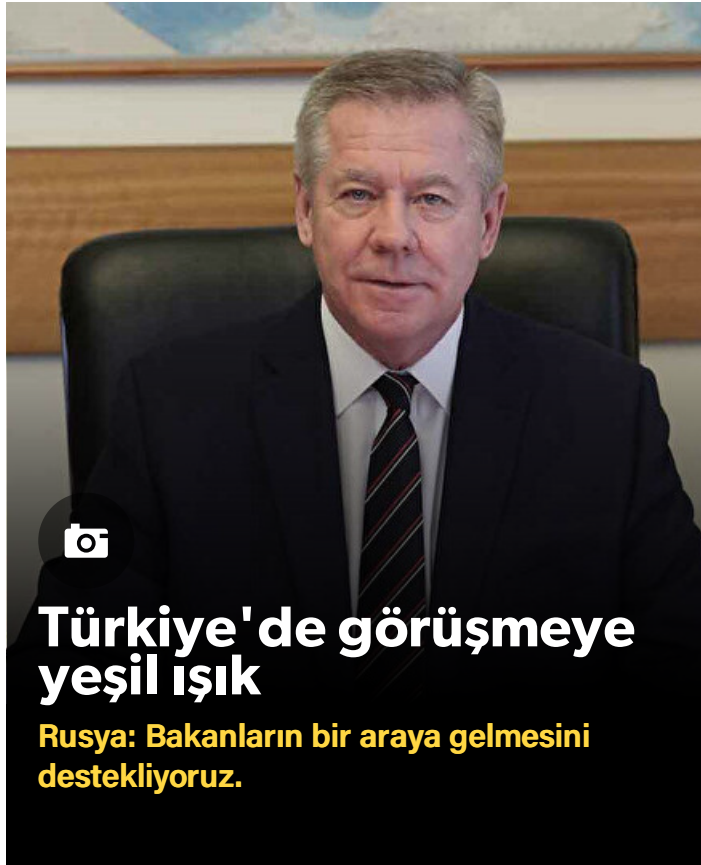 Türkiye'de görüşmeye
yeşil ışık
Rusya: Bakanların bir araya gelmesini
destekliyoruz.